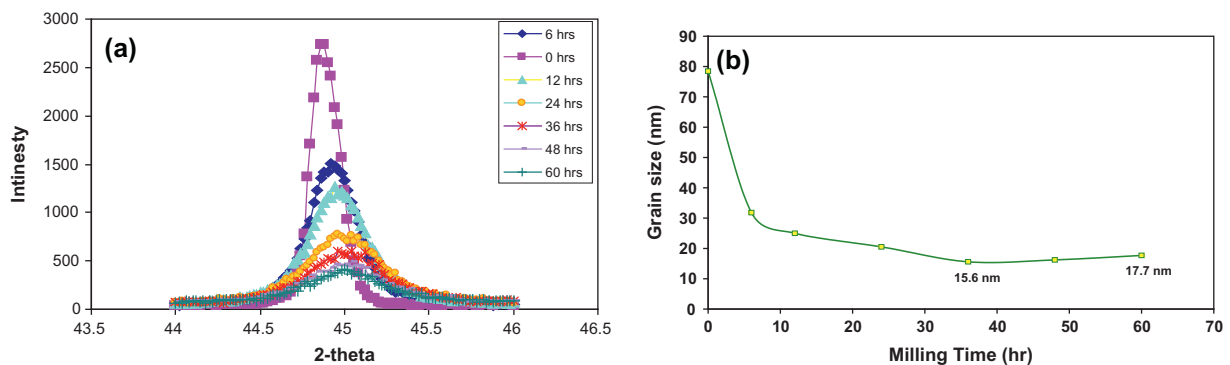 (a)
3000
2500
2000
1500
1000
500
0
43.5 44 44.5 45 45.5 46 46.5
Intinesty
2-theta
6 hrs
0 hrs
12 hrs
24 hrs
36 hrs
48 hrs
60 hrs
(b)
90
80
70
60
50
40
30
20
10
0
0 10 20 30 40 50 60 70
Grain size (nm)
Milling Time (hr)
15.6 nm
17.7 nm